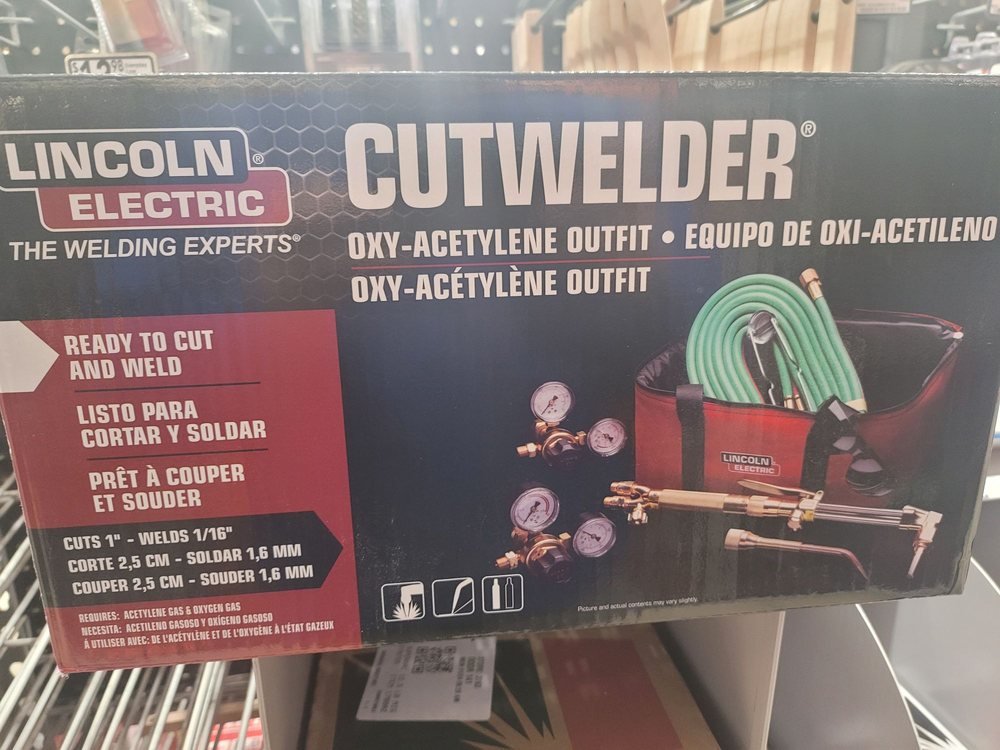 LINCOLN ®
ELECTRIC
THE WELDING EXPERTS®
CUTWELDER®
OXY-ACETYLENE OUTFIT • EQUIPO DE OXI-ACETILENO
OXY-ACÉTYLÈNE OUTFIT
READY TO CUT
AND WELD
LISTO PARA
CORTAR Y SOLDAR
PRÊT À COUPER
ET SOUDER
CUTS 1" - WELDS 1/16"
CORTE 2,5 CM - SOLDAR 1,6 MM
COUPER 2,5 CM - SOUDER 1,6 MM
REQUIRES: ACETYLENE GAS & OXYGEN GAS
NECESITA: ACETILENO GASOSO Y OXÍGENO GASOSO
À UTILISER AVEC: DE L'ACÉTYLÈNE ET DE L'OXYGÈNE À L'ÉTAT GAZEUX
LINCOLN
ELECTRIC
Picture and actual contents may vary slightly.